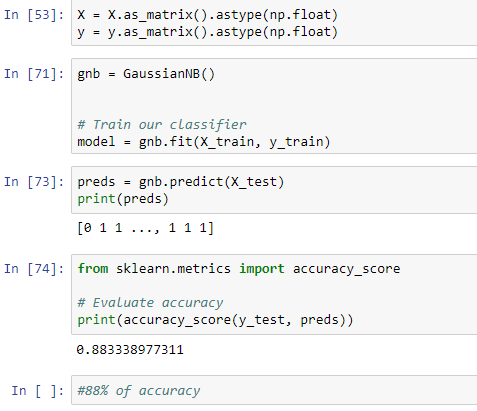 In [53]: X = X.as_matrix().astype(np.float)
y = y.as_matrix().astype(np.float)
In [71]: gnb = GaussianNB()
# Train our classifier
model = gnb.fit(X_train, y_train)
In [73]: preds = gnb.predict(X_test)
print(preds)
[0 1 1 ..., 1 1 1]
In [74]: from sklearn.metrics import accuracy_score
# Evaluate accuracy
print(accuracy_score(y_test, preds))
0.883338977311
In [ ]: #88% of accuracy